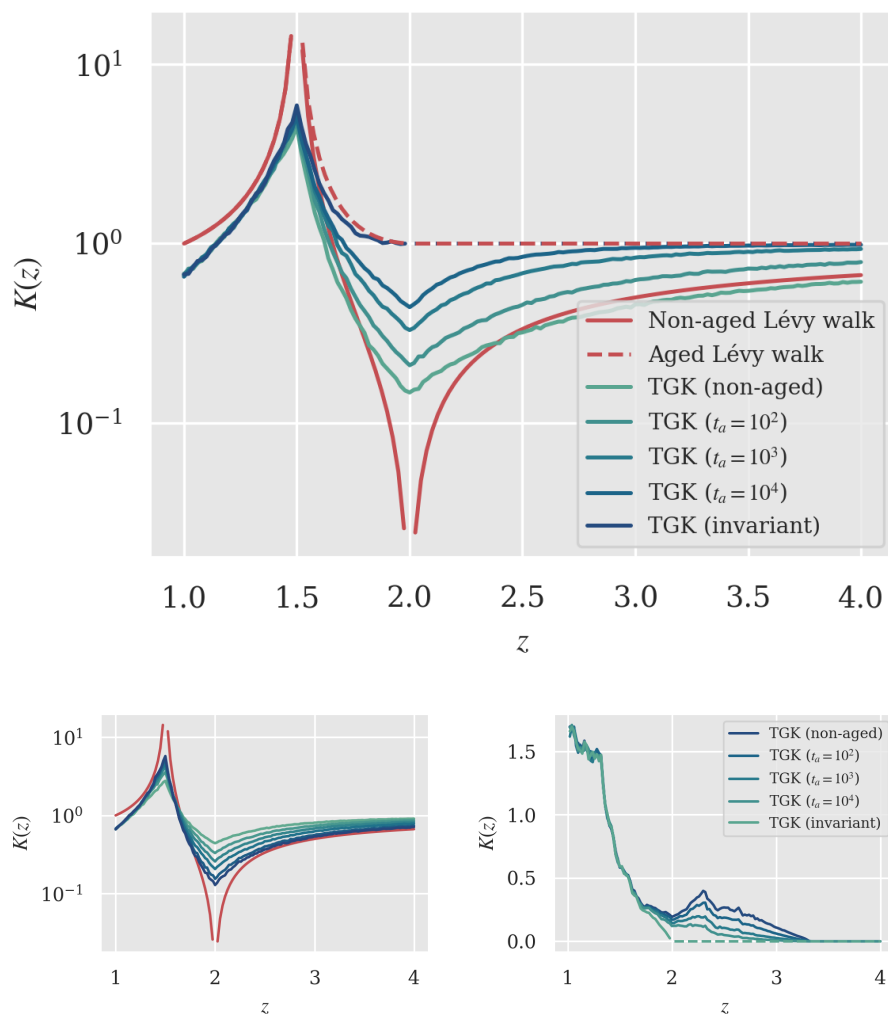 10¹
10⁰
10⁻¹
K(z)
Non-aged Lévy walk
Aged Lévy walk
TGK (non-aged)
TGK (tₐ = 10²)
TGK (tₐ = 10³)
TGK (tₐ = 10⁴)
TGK (invariant)
1.0 1.5 2.0 2.5 3.0 3.5 4.0
z
10¹
10⁰
10⁻¹
K(z)
1 2 3 4
z
1.5
1.0
0.5
0.0
K(z)
TGK (non-aged)
TGK (tₐ = 10²)
TGK (tₐ = 10³)
TGK (tₐ = 10⁴)
TGK (invariant)
1 2 3 4
z